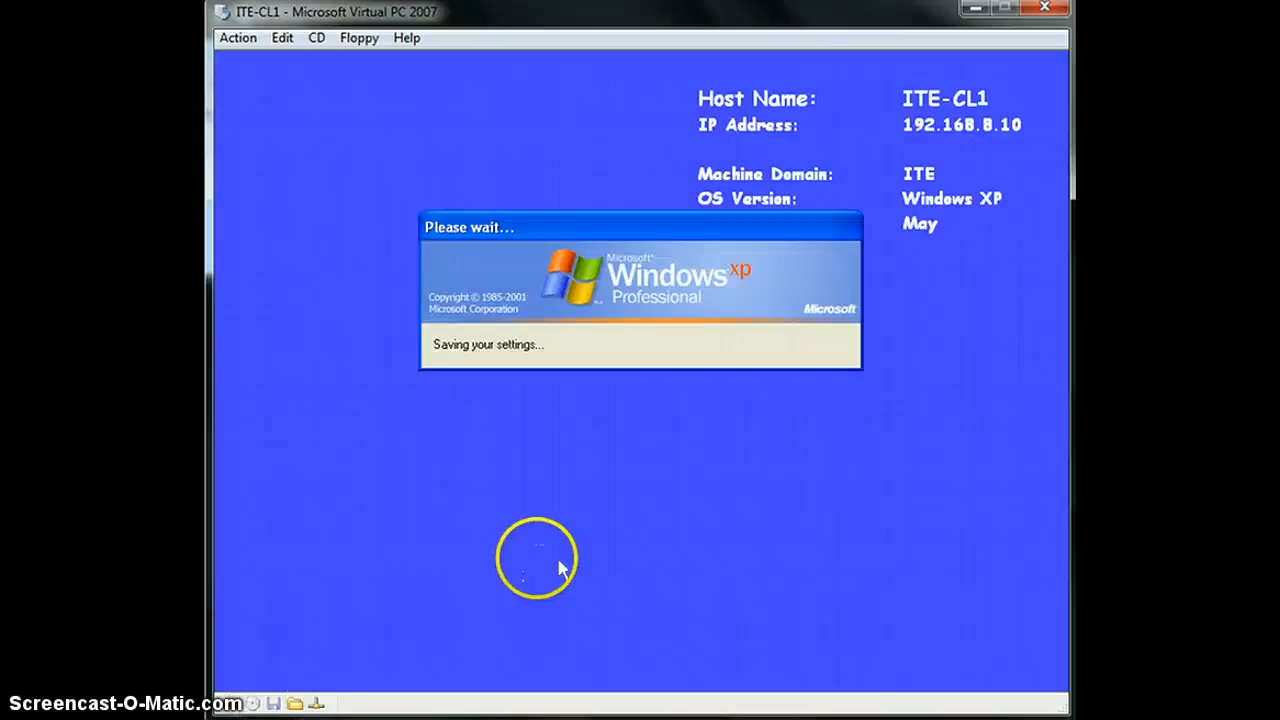 ITE-CL1 - Microsoft Virtual PC 2007
Action Edit CD Floppy Help
Host Name: ITE-CL1
IP Address: 192.168.8.10
Machine Domain: ITE
OS Version: Windows XP
May
Please wait...
Microsoft
Windows xp
Professional
Copyright © 1985-2001
Microsoft Corporation
Microsoft
Saving your settings...
Screencast-O-Matic.com